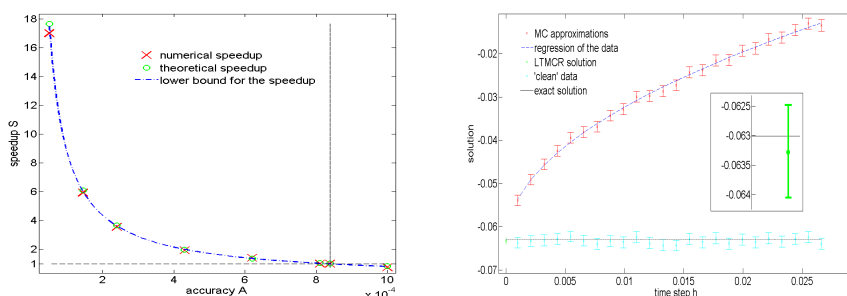 18
16
14
12
10
8
6
4
2
1
speedup S
numerical speedup
theoretical speedup
lower bound for the speedup
2
4
6
8
10
accuracy A
× 10⁻⁴
-0.02
-0.03
-0.04
-0.05
-0.06
-0.07
solution
MC approximations
regression of the data
LTMCR solution
'clean' data
exact solution
-0.0625
-0.063
-0.0635
-0.064
0
0.005
0.01
0.015
0.02
0.025
time step h